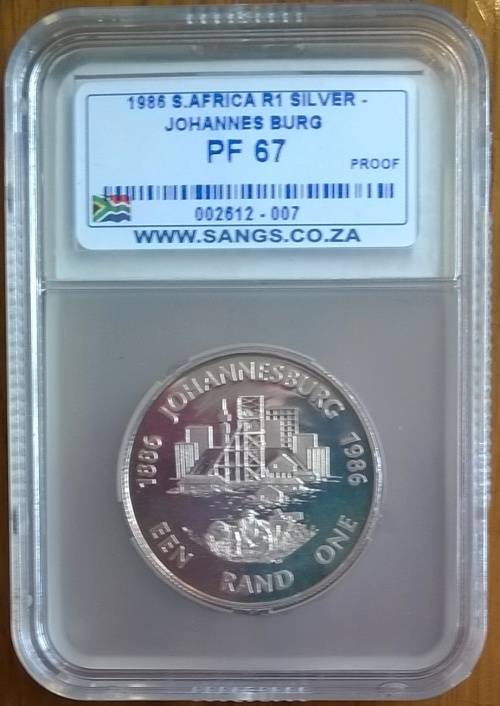 1986 S.AFRICA R1 SILVER -
JOHANNES BURG
PF 67
PROOF
002612 - 007
WWW.SANGS.CO.ZA
1886 JOHANNESBURG 1986
EEN RAND ONE